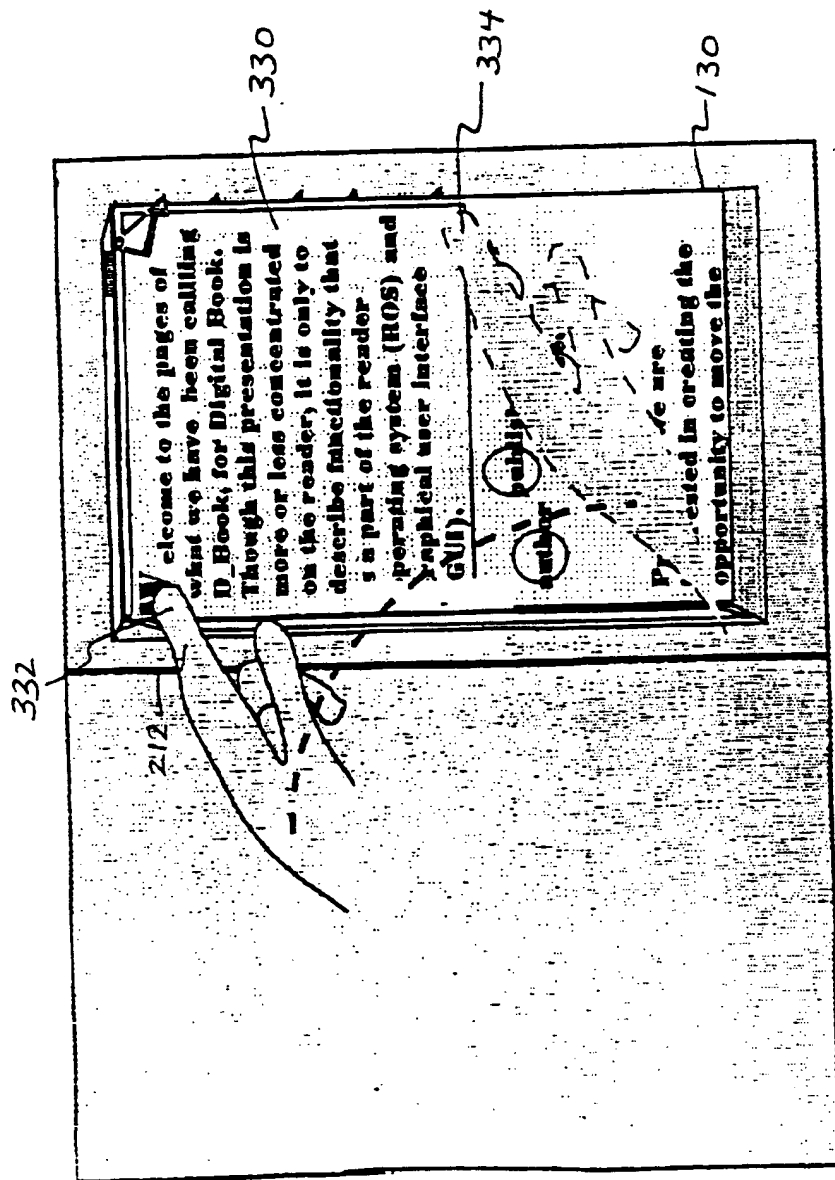 332
212
elcome to the pages of
what we have been callling
D_Book, for Digital Book.
Though this presentation is
more or less concentrated
on the reader, it is only to
describe functionality that
s a part of the reader
perating system (ROS) and
raphical user interface
GUI).
author
We are
ested in creating the
opportunity to move the
330
334
130